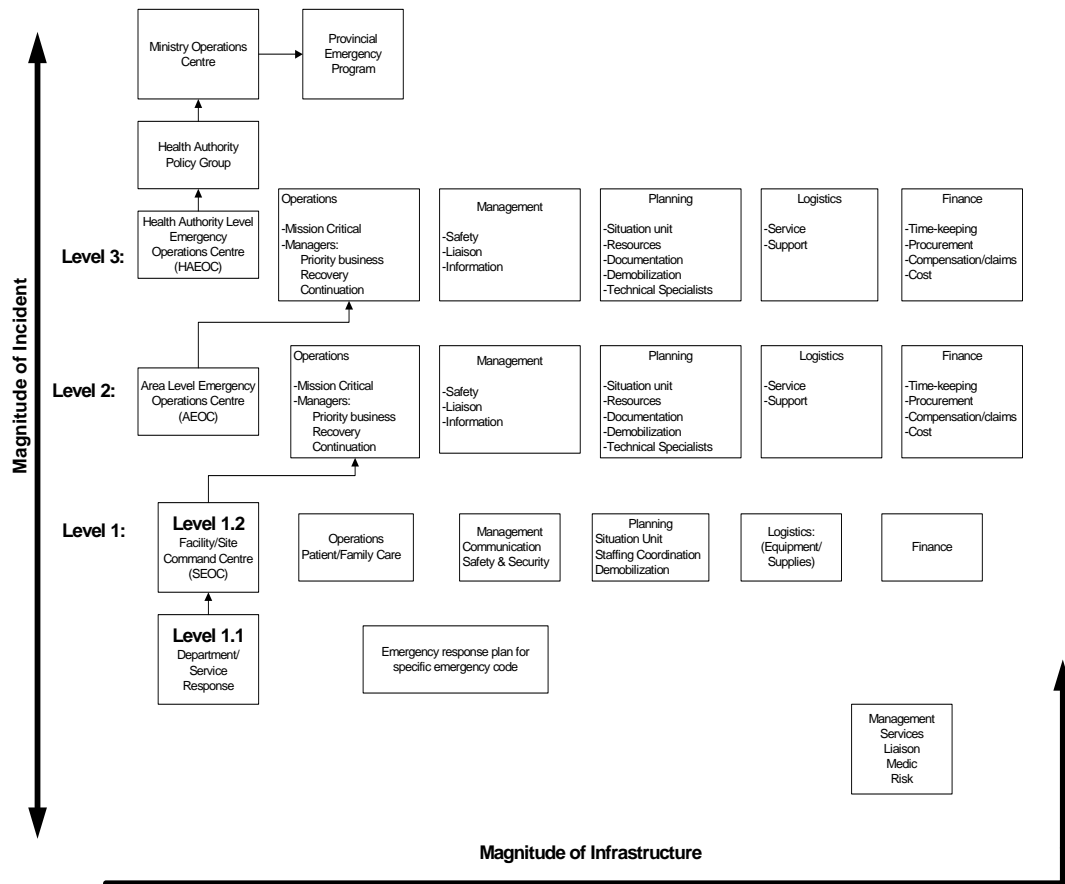 Ministry Operations
Centre
Provincial
Emergency
Program
Health Authority
Policy Group
Level 3:
Health Authority Level
Emergency
Operations Centre
(HAEOC)
Operations
-Mission Critical
-Managers:
Priority business
Recovery
Continuation
Management
-Safety
-Liaison
-Information
Planning
-Situation unit
-Resources
-Documentation
-Demobilization
-Technical Specialists
Logistics
-Service
-Support
Finance
-Time-keeping
-Procurement
-Compensation/claims
-Cost
Level 2:
Area Level Emergency
Operations Centre
(AEOC)
Operations
-Mission Critical
-Managers:
Priority business
Recovery
Continuation
Management
-Safety
-Liaison
-Information
Planning
-Situation unit
-Resources
-Documentation
-Demobilization
-Technical Specialists
Logistics
-Service
-Support
Finance
-Time-keeping
-Procurement
-Compensation/claims
-Cost
Level 1:
Level 1.2
Facility/Site
Command Centre
(SEOC)
Operations
Patient/Family Care
Management
Communication
Safety & Security
Planning
Situation Unit
Staffing Coordination
Demobilization
Logistics:
(Equipment/
Supplies)
Finance
Level 1.1
Department/
Service
Response
Emergency response plan for
specific emergency code
Management
Services
Liaison
Medic
Risk
Magnitude of Incident
Magnitude of Infrastructure